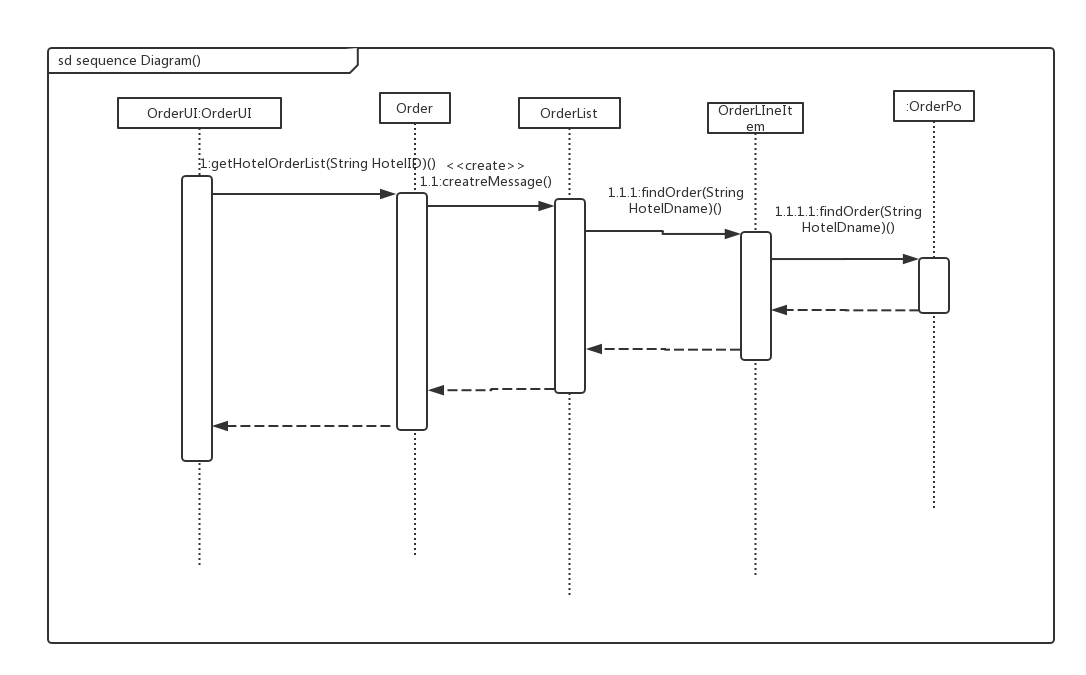 sd sequence Diagram()
OrderUI:OrderUI
Order
OrderList
OrderLIneIt
em
:OrderPo
1:getHotelOrderList(String HotelID)()
<<create>>
1.1:creatreMessage()
1.1.1:findOrder(String
HotelDname)()
1.1.1.1:findOrder(String
HotelDname)()